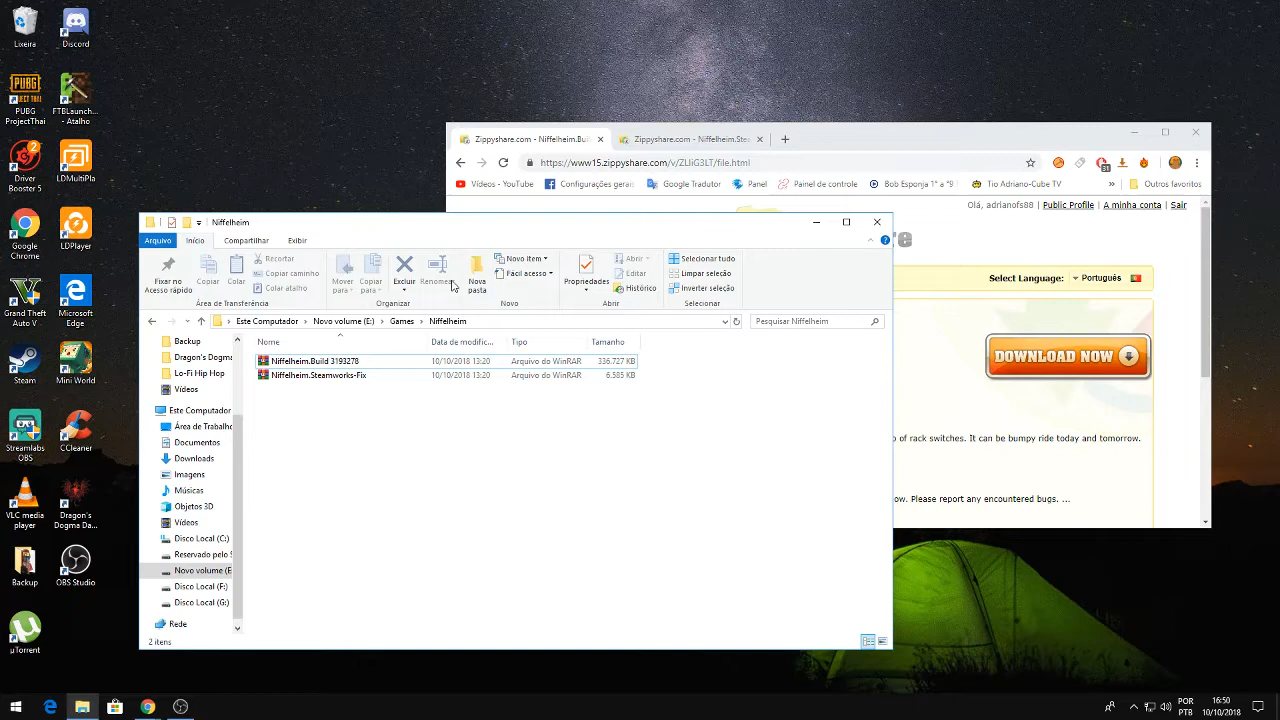 Lixeira
Discord
PUBG
ProjectThai
FTBLaunch...
- Atalho
Driver
Booster 5
LDMultiPla
Google
Chrome
LDPlayer
Grand Theft
Auto V
Microsoft
Edge
Steam
Mini World
Streamlabs
OBS
CCleaner
VLC media
player
Dragon's
Dogma Da...
Backup
OBS Studio
µTorrent
Zippyshare.com - Niffelheim.Buil
Zippyshare.com - Niffelheim.Ste
https://www15.zippyshare.com/v/ZLliG3LT/file.html
Vídeos - YouTube
Configurações gerai
Google Tradutor
Painel
Painel de controle
Bob Esponja 1° a °9
Tio Adriano-Cube TV
»
Outros favoritos
Olá, adrianofs88 | Public Profile | A minha conta | Sair
Select Language:
Português
DOWNLOAD NOW
o of rack switches. It can be bumpy ride today and tomorrow.
ow. Please report any encountered bugs. ...
Niffelheim
Arquivo
Início
Compartilhar
Exibir
Fixar no
Acesso rápido
Copiar
Colar
Recortar
Copiar caminho
Colar atalho
Área de Transferência
Mover
para
Copiar
para
Excluir
Renomear
Organizar
Nova
pasta
Novo item
Fácil acesso
Novo
Propriedades
Abrir
Editar
Histórico
Abrir
Selecionar tudo
Limpar seleção
Inverter seleção
Selecionar
Este Computador > Novo volume (E:) > Games > Niffelheim
Pesquisar Niffelheim
Nome
Data de modific...
Tipo
Tamanho
Niffelheim.Build 3193278
10/10/2018 13:20
Arquivo do WinRAR
336.727 KB
Niffelheim.Steamworks-Fix
10/10/2018 13:20
Arquivo do WinRAR
6.585 KB
Backup
Dragon's Dogma
Lo-Fi Hip Hop
Vídeos
Este Computador
Área de Trabalho
Documentos
Downloads
Imagens
Músicas
Objetos 3D
Vídeos
Disco Local (C:)
Reservado pelo S
Novo volume (E
Disco Local (F:)
Disco Local (G:)
Rede
2 itens
POR
PTB
16:50
10/10/2018